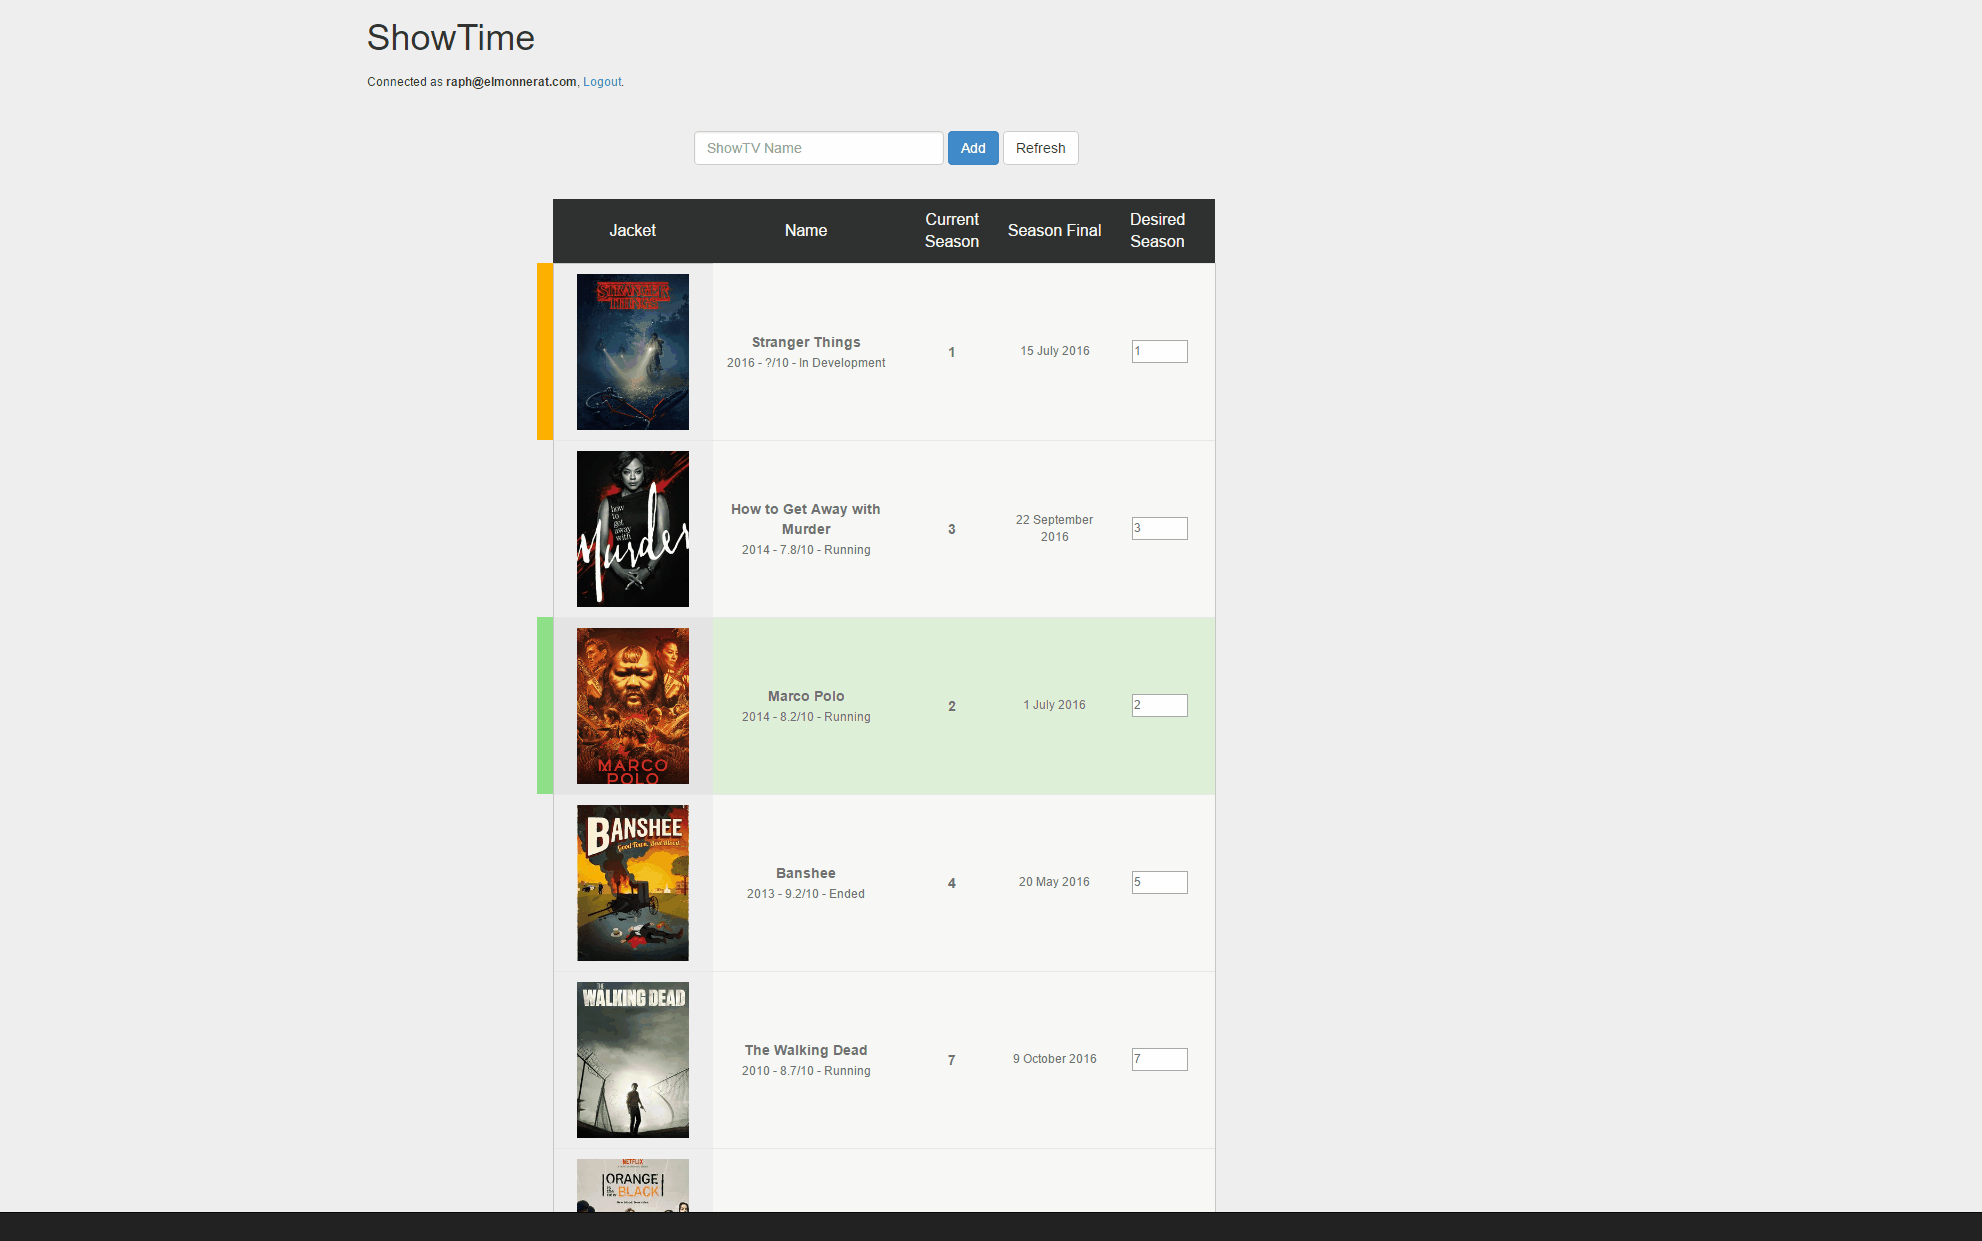 ShowTime
Connected as raph@elmonnerat.com, Logout.
ShowTV Name Add Refresh
Jacket Name Current Season Season Final Desired Season
STRANGER
THINGS
Stranger Things
2016 - ?/10 - In Development
1
15 July 2016
1
how
to
get
away
with
Murder
How to Get Away with
Murder
2014 - 7.8/10 - Running
3
22 September
2016
3
MARCO
POLO
Marco Polo
2014 - 8.2/10 - Running
2
1 July 2016
2
BANSHEE
Good Town. Bad Blood.
Banshee
2013 - 9.2/10 - Ended
4
20 May 2016
5
THE
WALKING DEAD
The Walking Dead
2010 - 8.7/10 - Running
7
9 October 2016
7
NETFLIX
ORANGE
BLACK